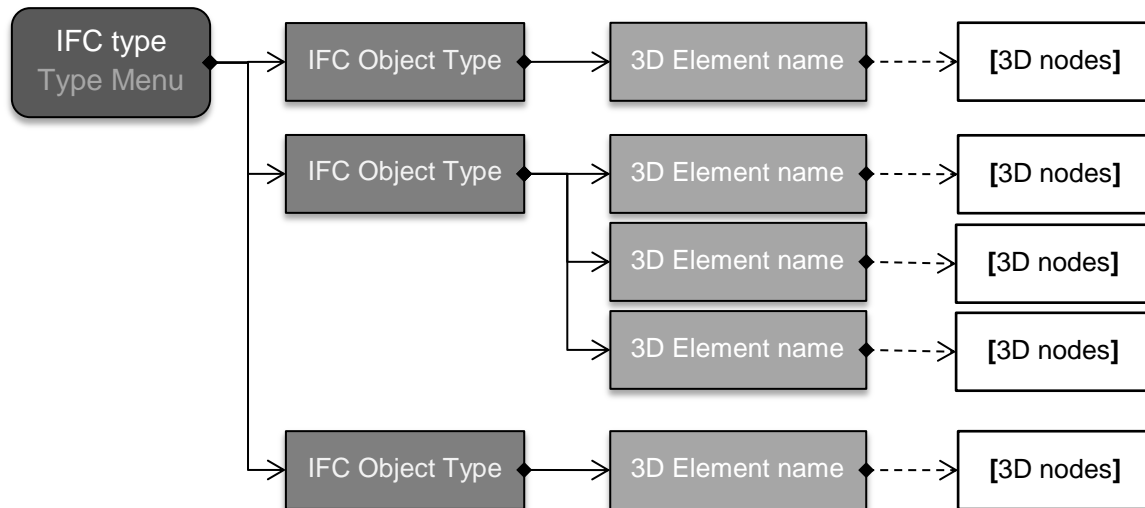 IFC type
Type Menu
IFC Object Type
3D Element name
[3D nodes]
IFC Object Type
3D Element name
[3D nodes]
3D Element name
[3D nodes]
3D Element name
[3D nodes]
IFC Object Type
3D Element name
[3D nodes]